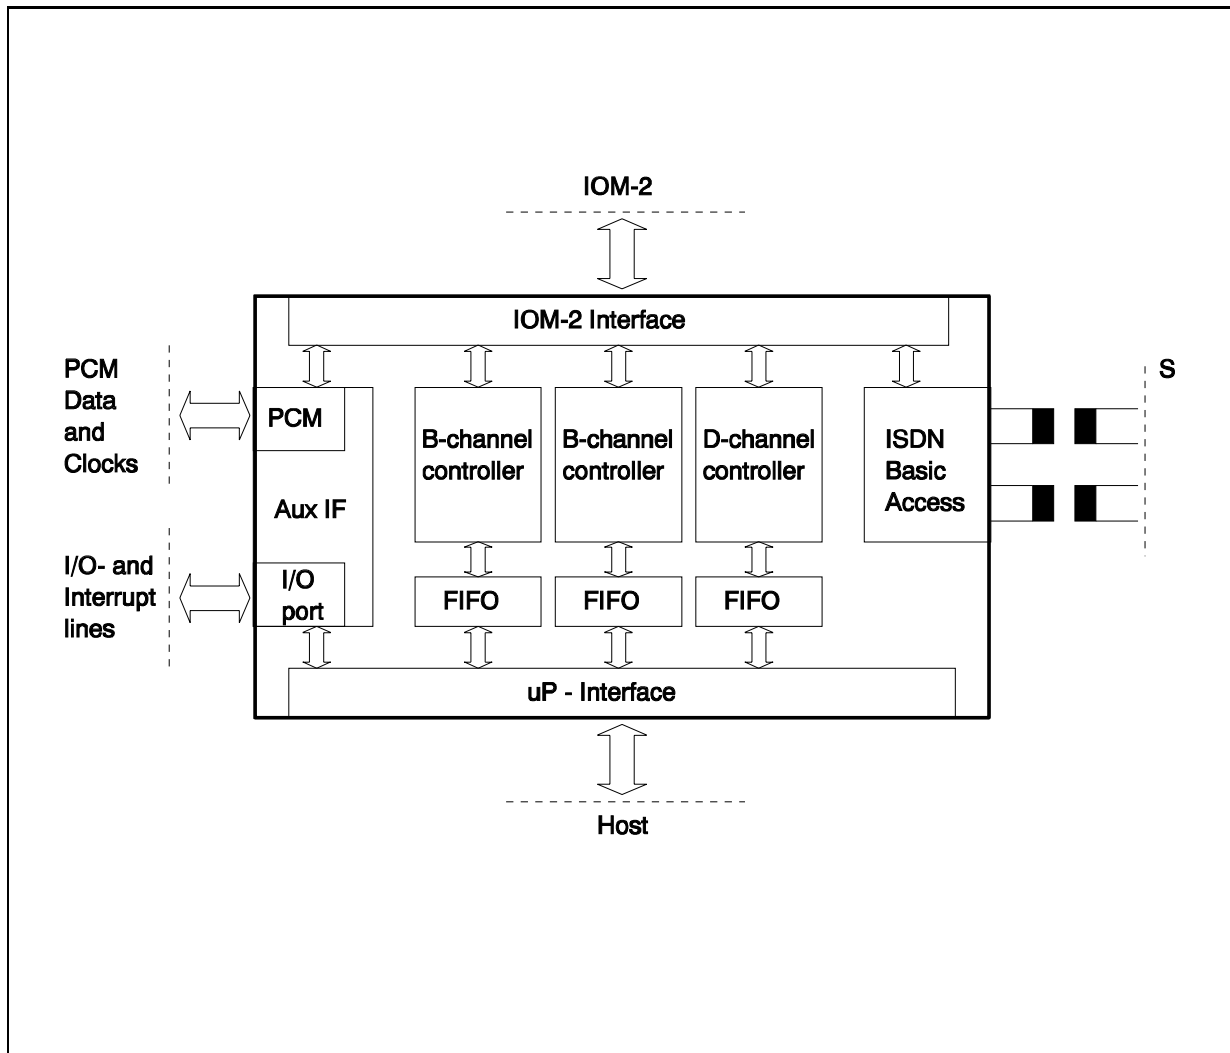 IOM-2
IOM-2 Interface
PCM
Data
and
Clocks
S
PCM
B-channel
controller
B-channel
controller
D-channel
controller
ISDN
Basic
Access
Aux IF
I/O- and
Interrupt
lines
I/O
port
FIFO
FIFO
FIFO
uP - Interface
Host